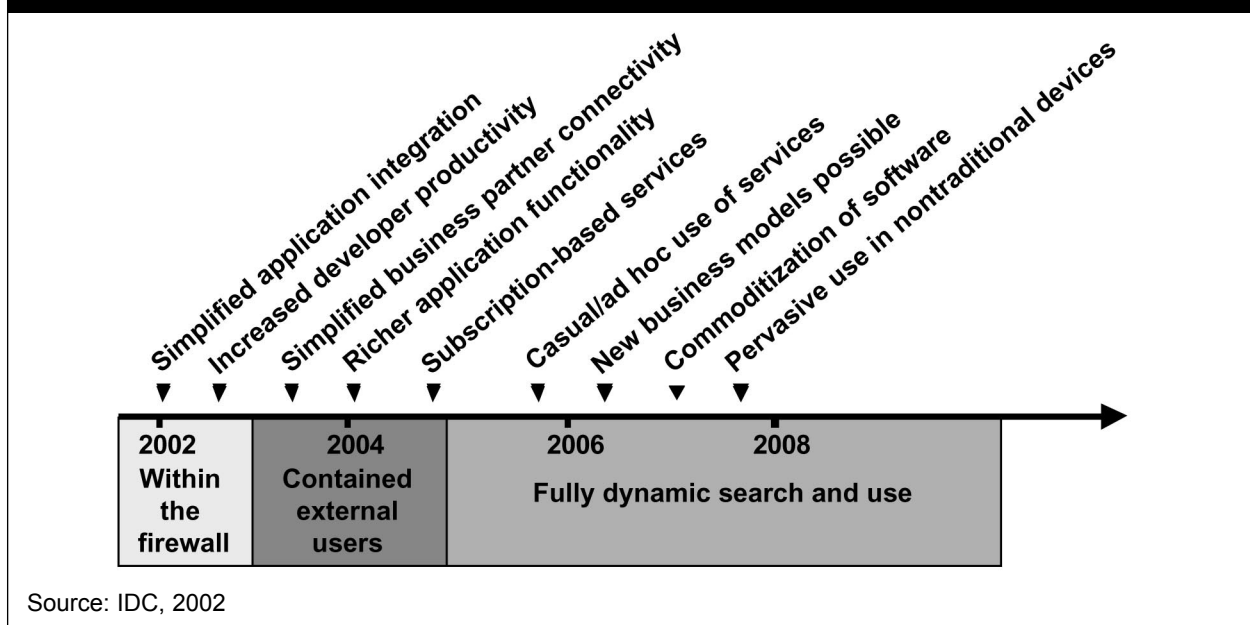 Simplified application integration
Increased developer productivity
Simplified business partner connectivity
Richer application functionality
Subscription-based services
Casual/ad hoc use of services
New business models possible
Commoditization of software
Pervasive use in nontraditional devices
2002
2004
2006
2008
Within
the
firewall
Contained
external
users
Fully dynamic search and use
Source: IDC, 2002